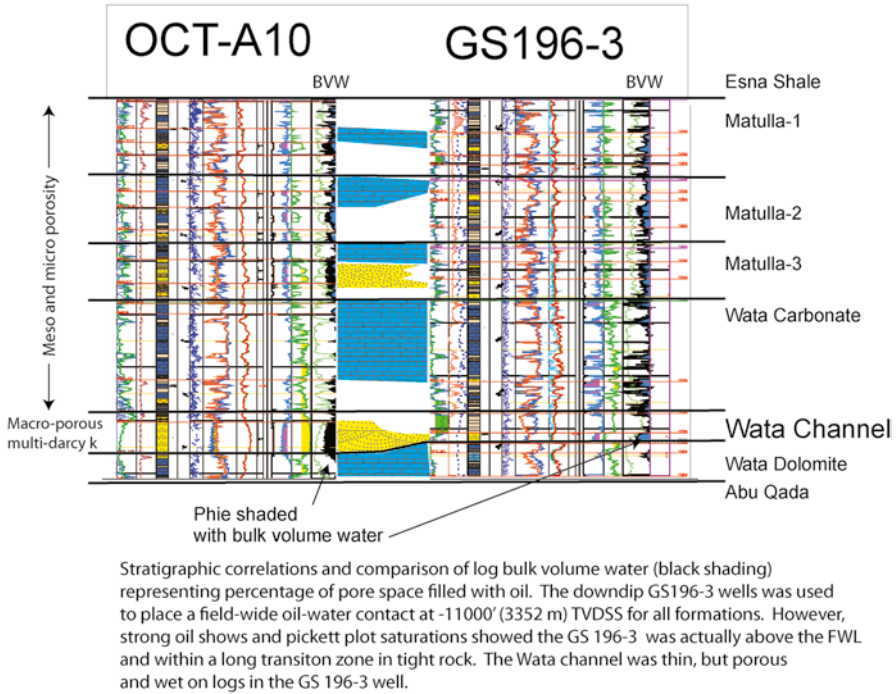 OCT-A10
GS196-3
BVW
BVW
Esna Shale
Matulla-1
Matulla-2
Matulla-3
Wata Carbonate
Wata Channel
Wata Dolomite
Abu Qada
Meso and micro porosity
Macro-porous
multi-darcy k
Phie shaded
with bulk volume water
Stratigraphic correlations and comparison of log bulk volume water (black shading)
representing percentage of pore space filled with oil. The downdip GS196-3 wells was used
to place a field-wide oil-water contact at -11000' (3352 m) TVDSS for all formations. However,
strong oil shows and pickett plot saturations showed the GS 196-3 was actually above the FWL
and within a long transiton zone in tight rock. The Wata channel was thin, but porous
and wet on logs in the GS 196-3 well.